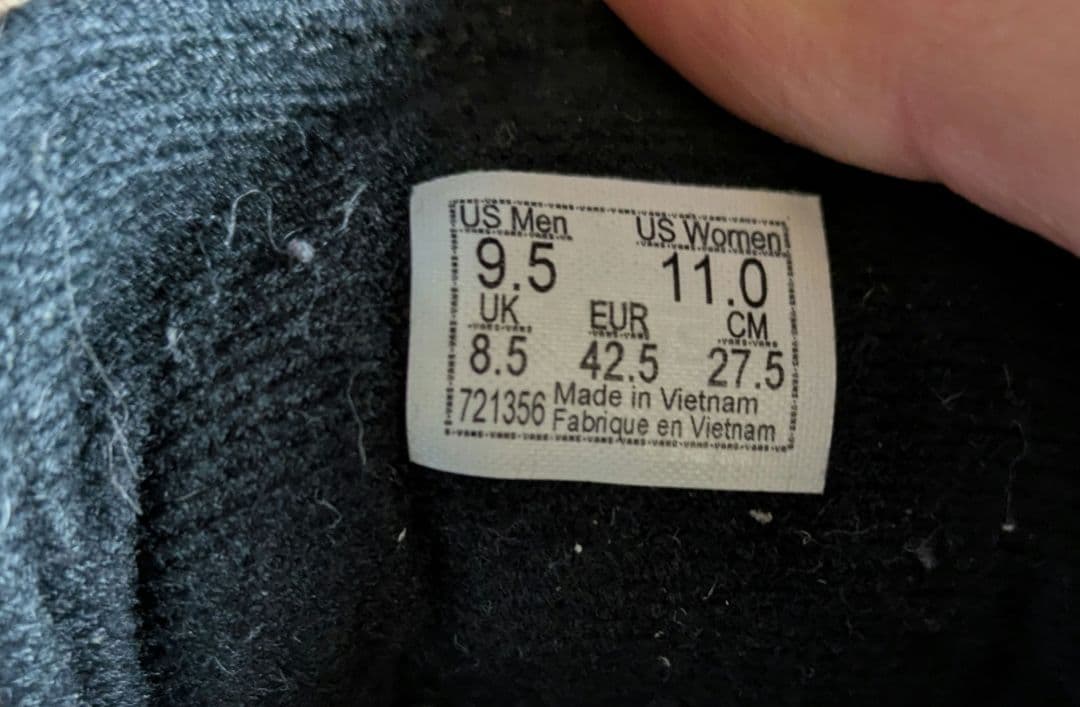 US Men US Women
9.5 11.0
UK EUR CM
8.5 42.5 27.5
721356 Made in Vietnam
Fabrique en Vietnam